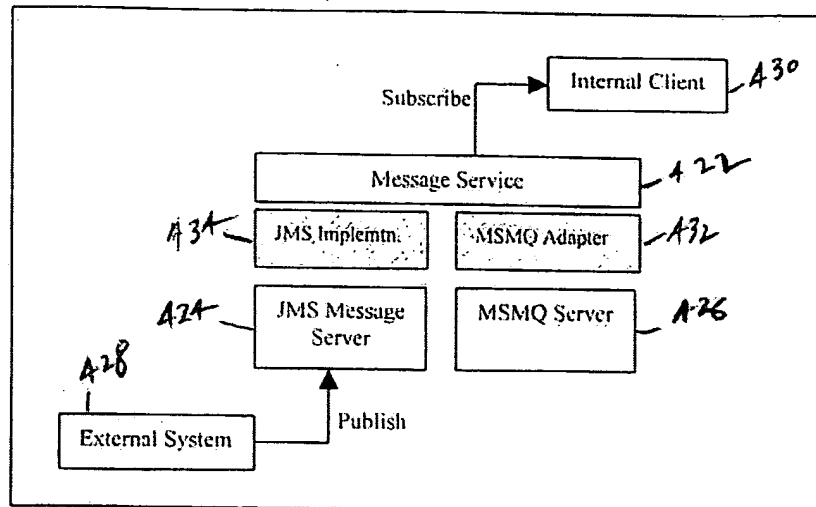 Internal Client
A30
Subscribe
Message Service
A22
A34
JMS Implemtn.
MSMQ Adapter
A32
A24
JMS Message
Server
MSMQ Server
A26
A28
External System
Publish